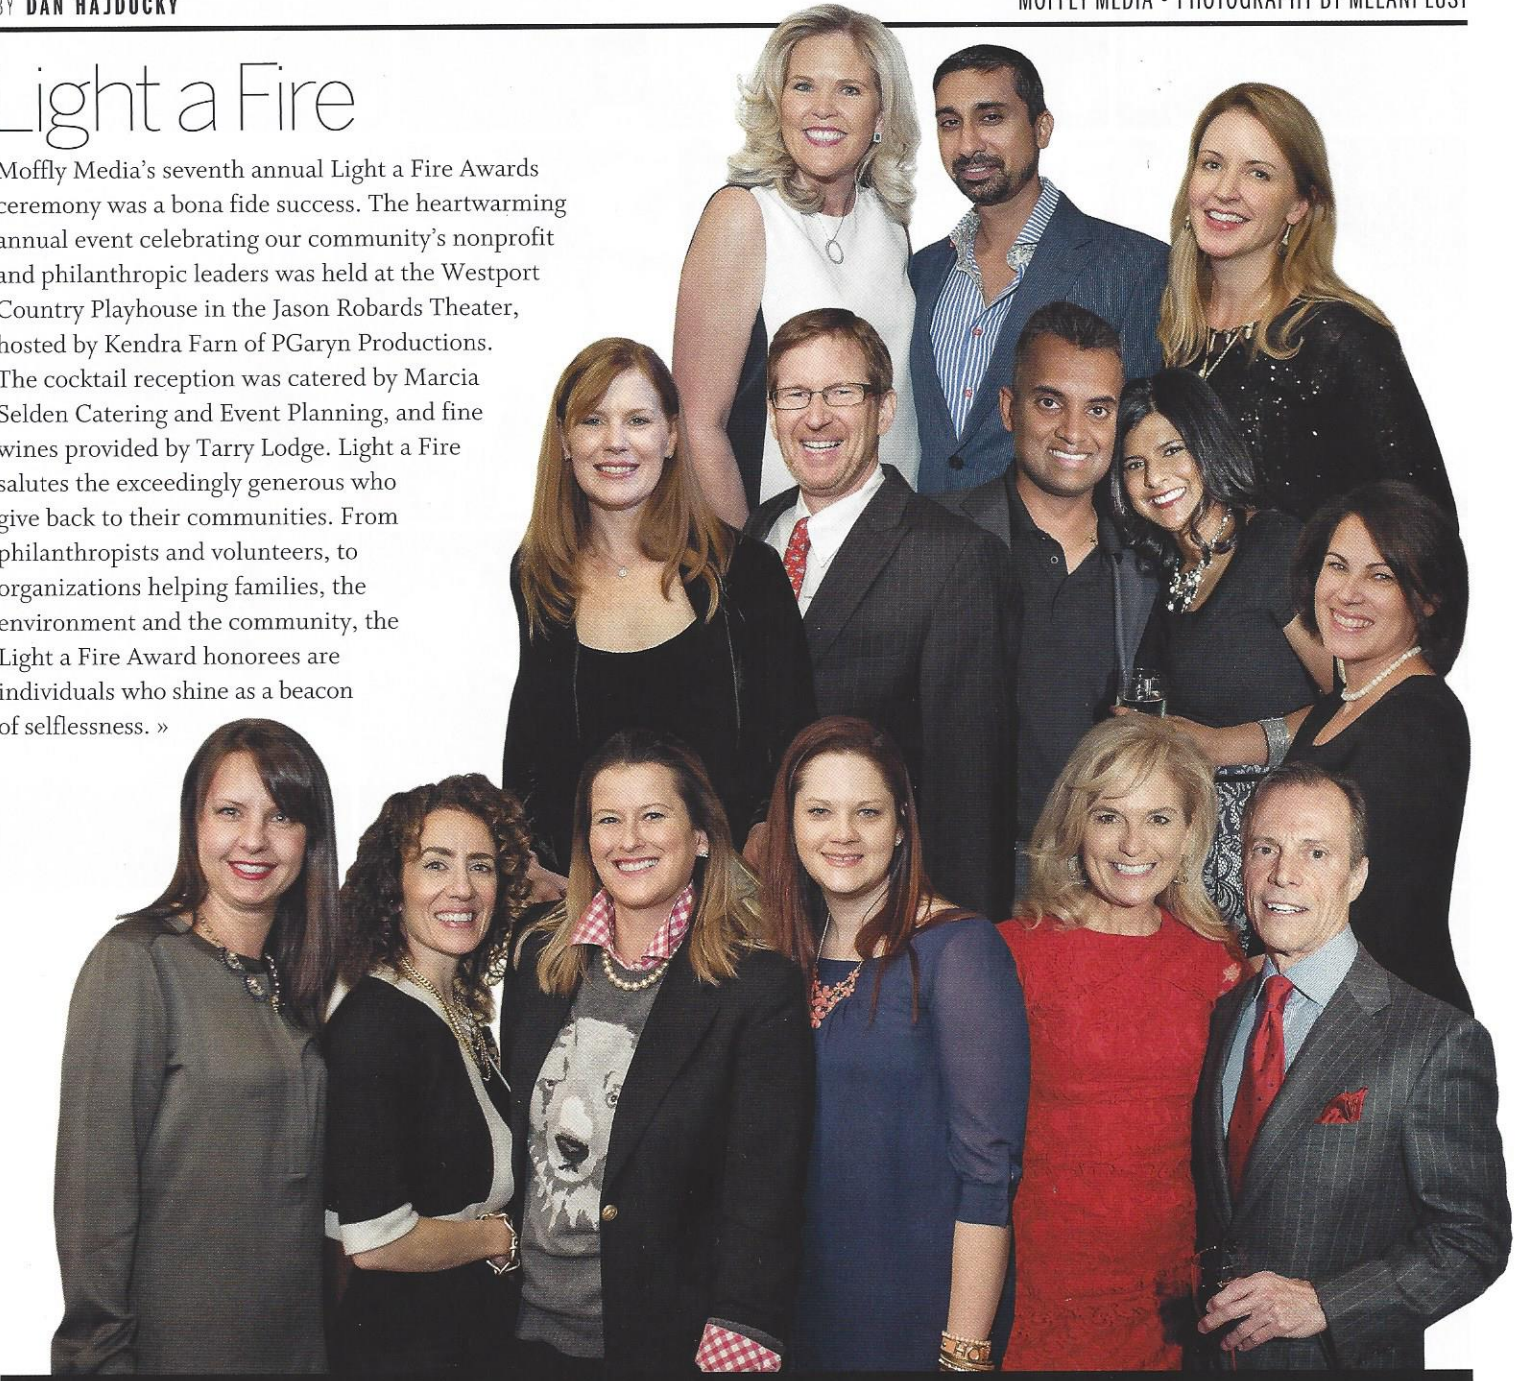 BY DAN HAJDUCKY
MOFFLY MEDIA • PHOTOGRAPHY BY MELANI LUST
Light a Fire
Moffly Media's seventh annual Light a Fire Awards
ceremony was a bona fide success. The heartwarming
annual event celebrating our community's nonprofit
and philanthropic leaders was held at the Westport
Country Playhouse in the Jason Robards Theater,
hosted by Kendra Farn of PGaryn Productions.
The cocktail reception was catered by Marcia
Selden Catering and Event Planning, and fine
wines provided by Tarry Lodge. Light a Fire
salutes the exceedingly generous who
give back to their communities. From
philanthropists and volunteers, to
organizations helping families, the
environment and the community, the
Light a Fire Award honorees are
individuals who shine as a beacon
of selflessness. »